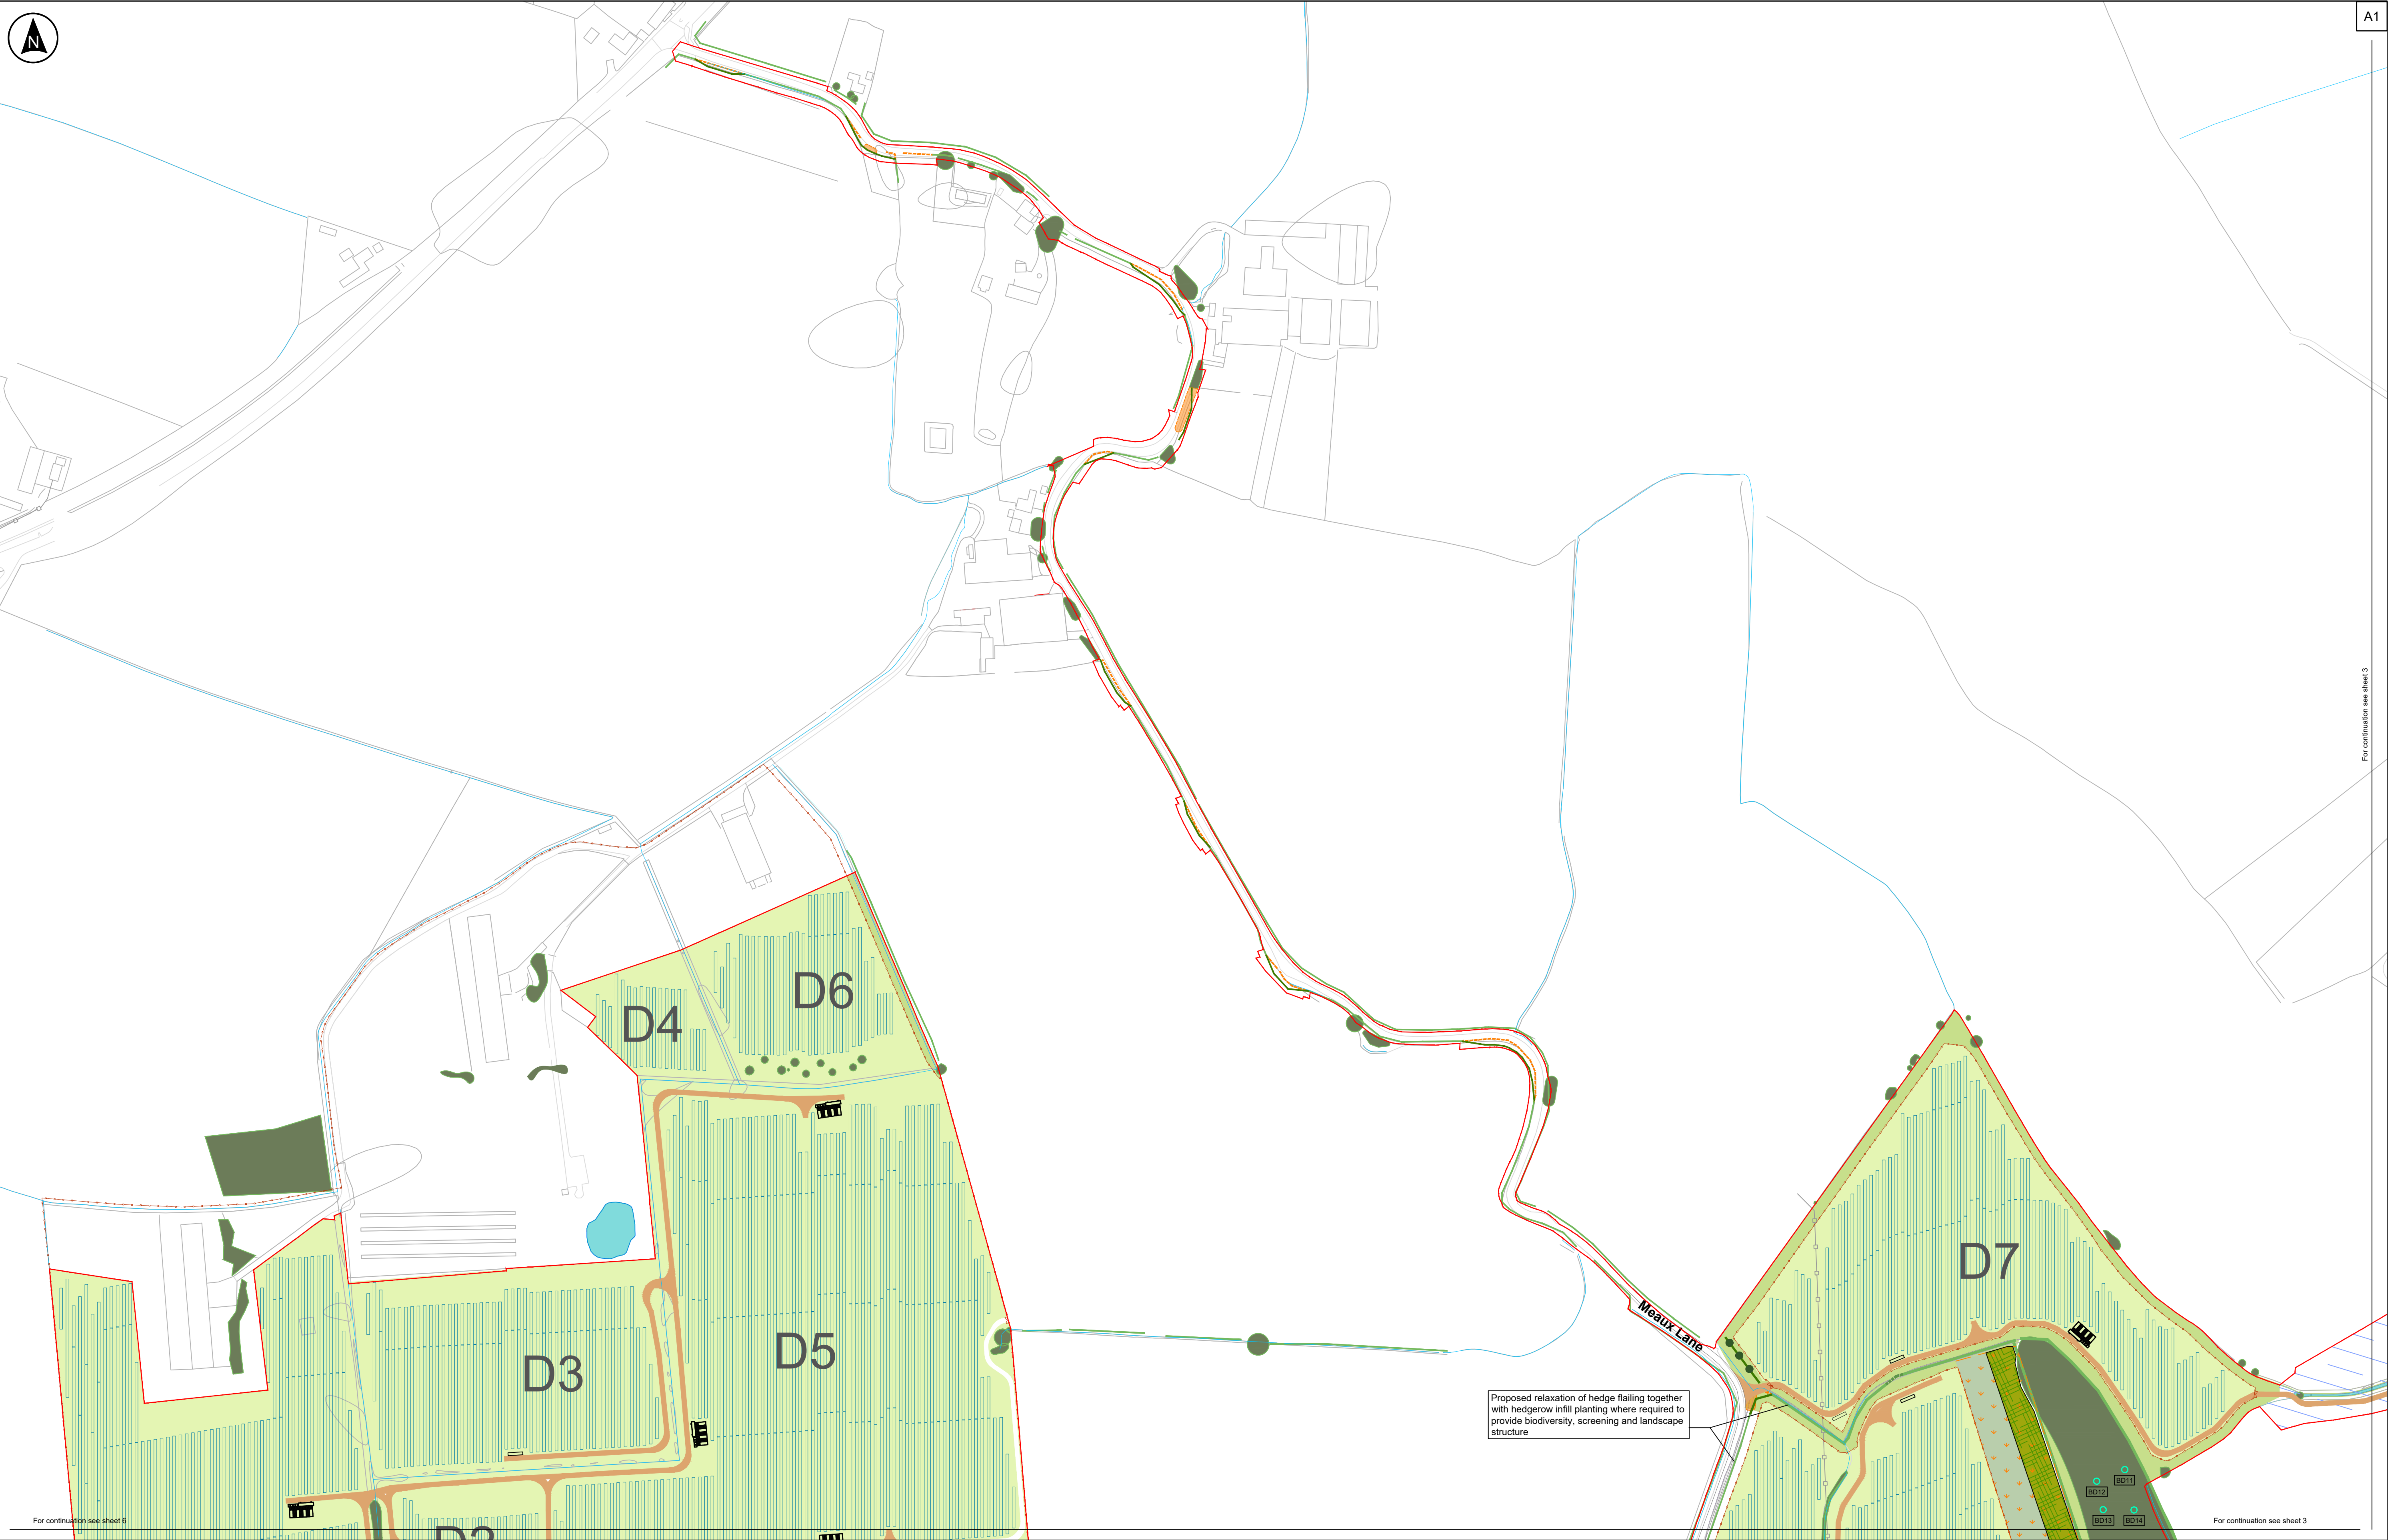 N
A1
For continuation see sheet 3
D6
D4
D7
Meaux Lane
D5
D3
Proposed relaxation of hedge flailing together
with hedgerow infill planting where required to
provide biodiversity, screening and landscape
structure
BD11
BD12
BD13
BD14
For continuation see sheet 6
D2
For continuation see sheet 3